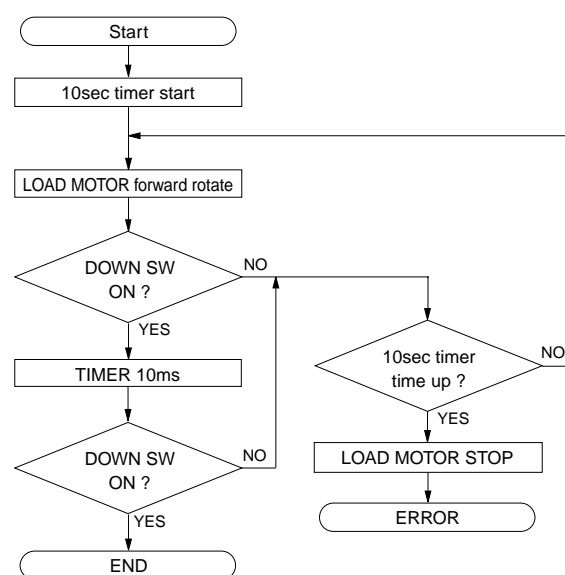 Start
10sec timer start
LOAD MOTOR forward rotate
DOWN SW
ON ?
NO
YES
TIMER 10ms
DOWN SW
ON ?
NO
YES
END
10sec timer
time up ?
NO
YES
LOAD MOTOR STOP
ERROR